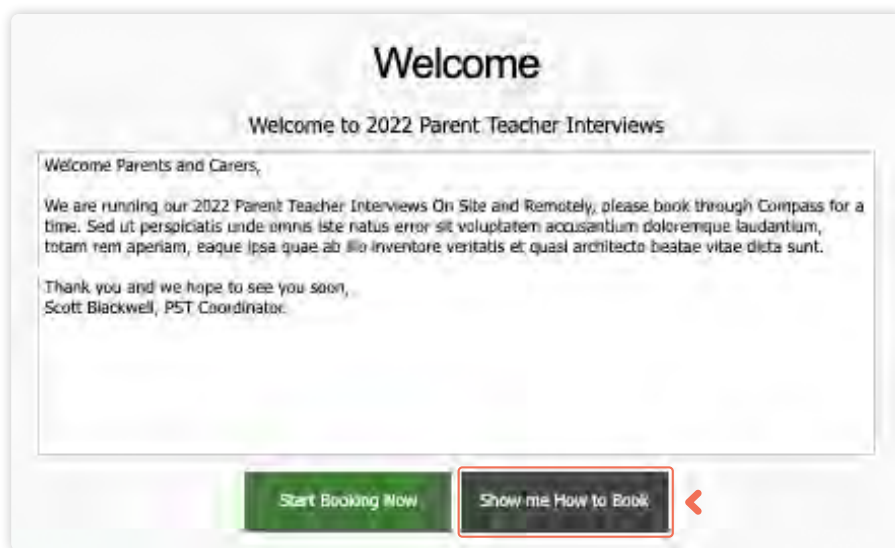 Welcome
Welcome to 2022 Parent Teacher Interviews
Welcome Parents and Carers,
We are running our 2022 Parent Teacher Interviews On Site and Remotely, please book through Compass for a
time. Sed ut perspiciatis unde omnis iste natus error sit voluptatem accusantium doloremque laudantium,
totam rem aperiam, eaque ipsa quae ab illo inventore veritatis et quasi architecto beatae vitae dicta sunt.
Thank you and we hope to see you soon,
Scott Blackwell, PST Coordinator.
Start Booking Now
Show me How to Book